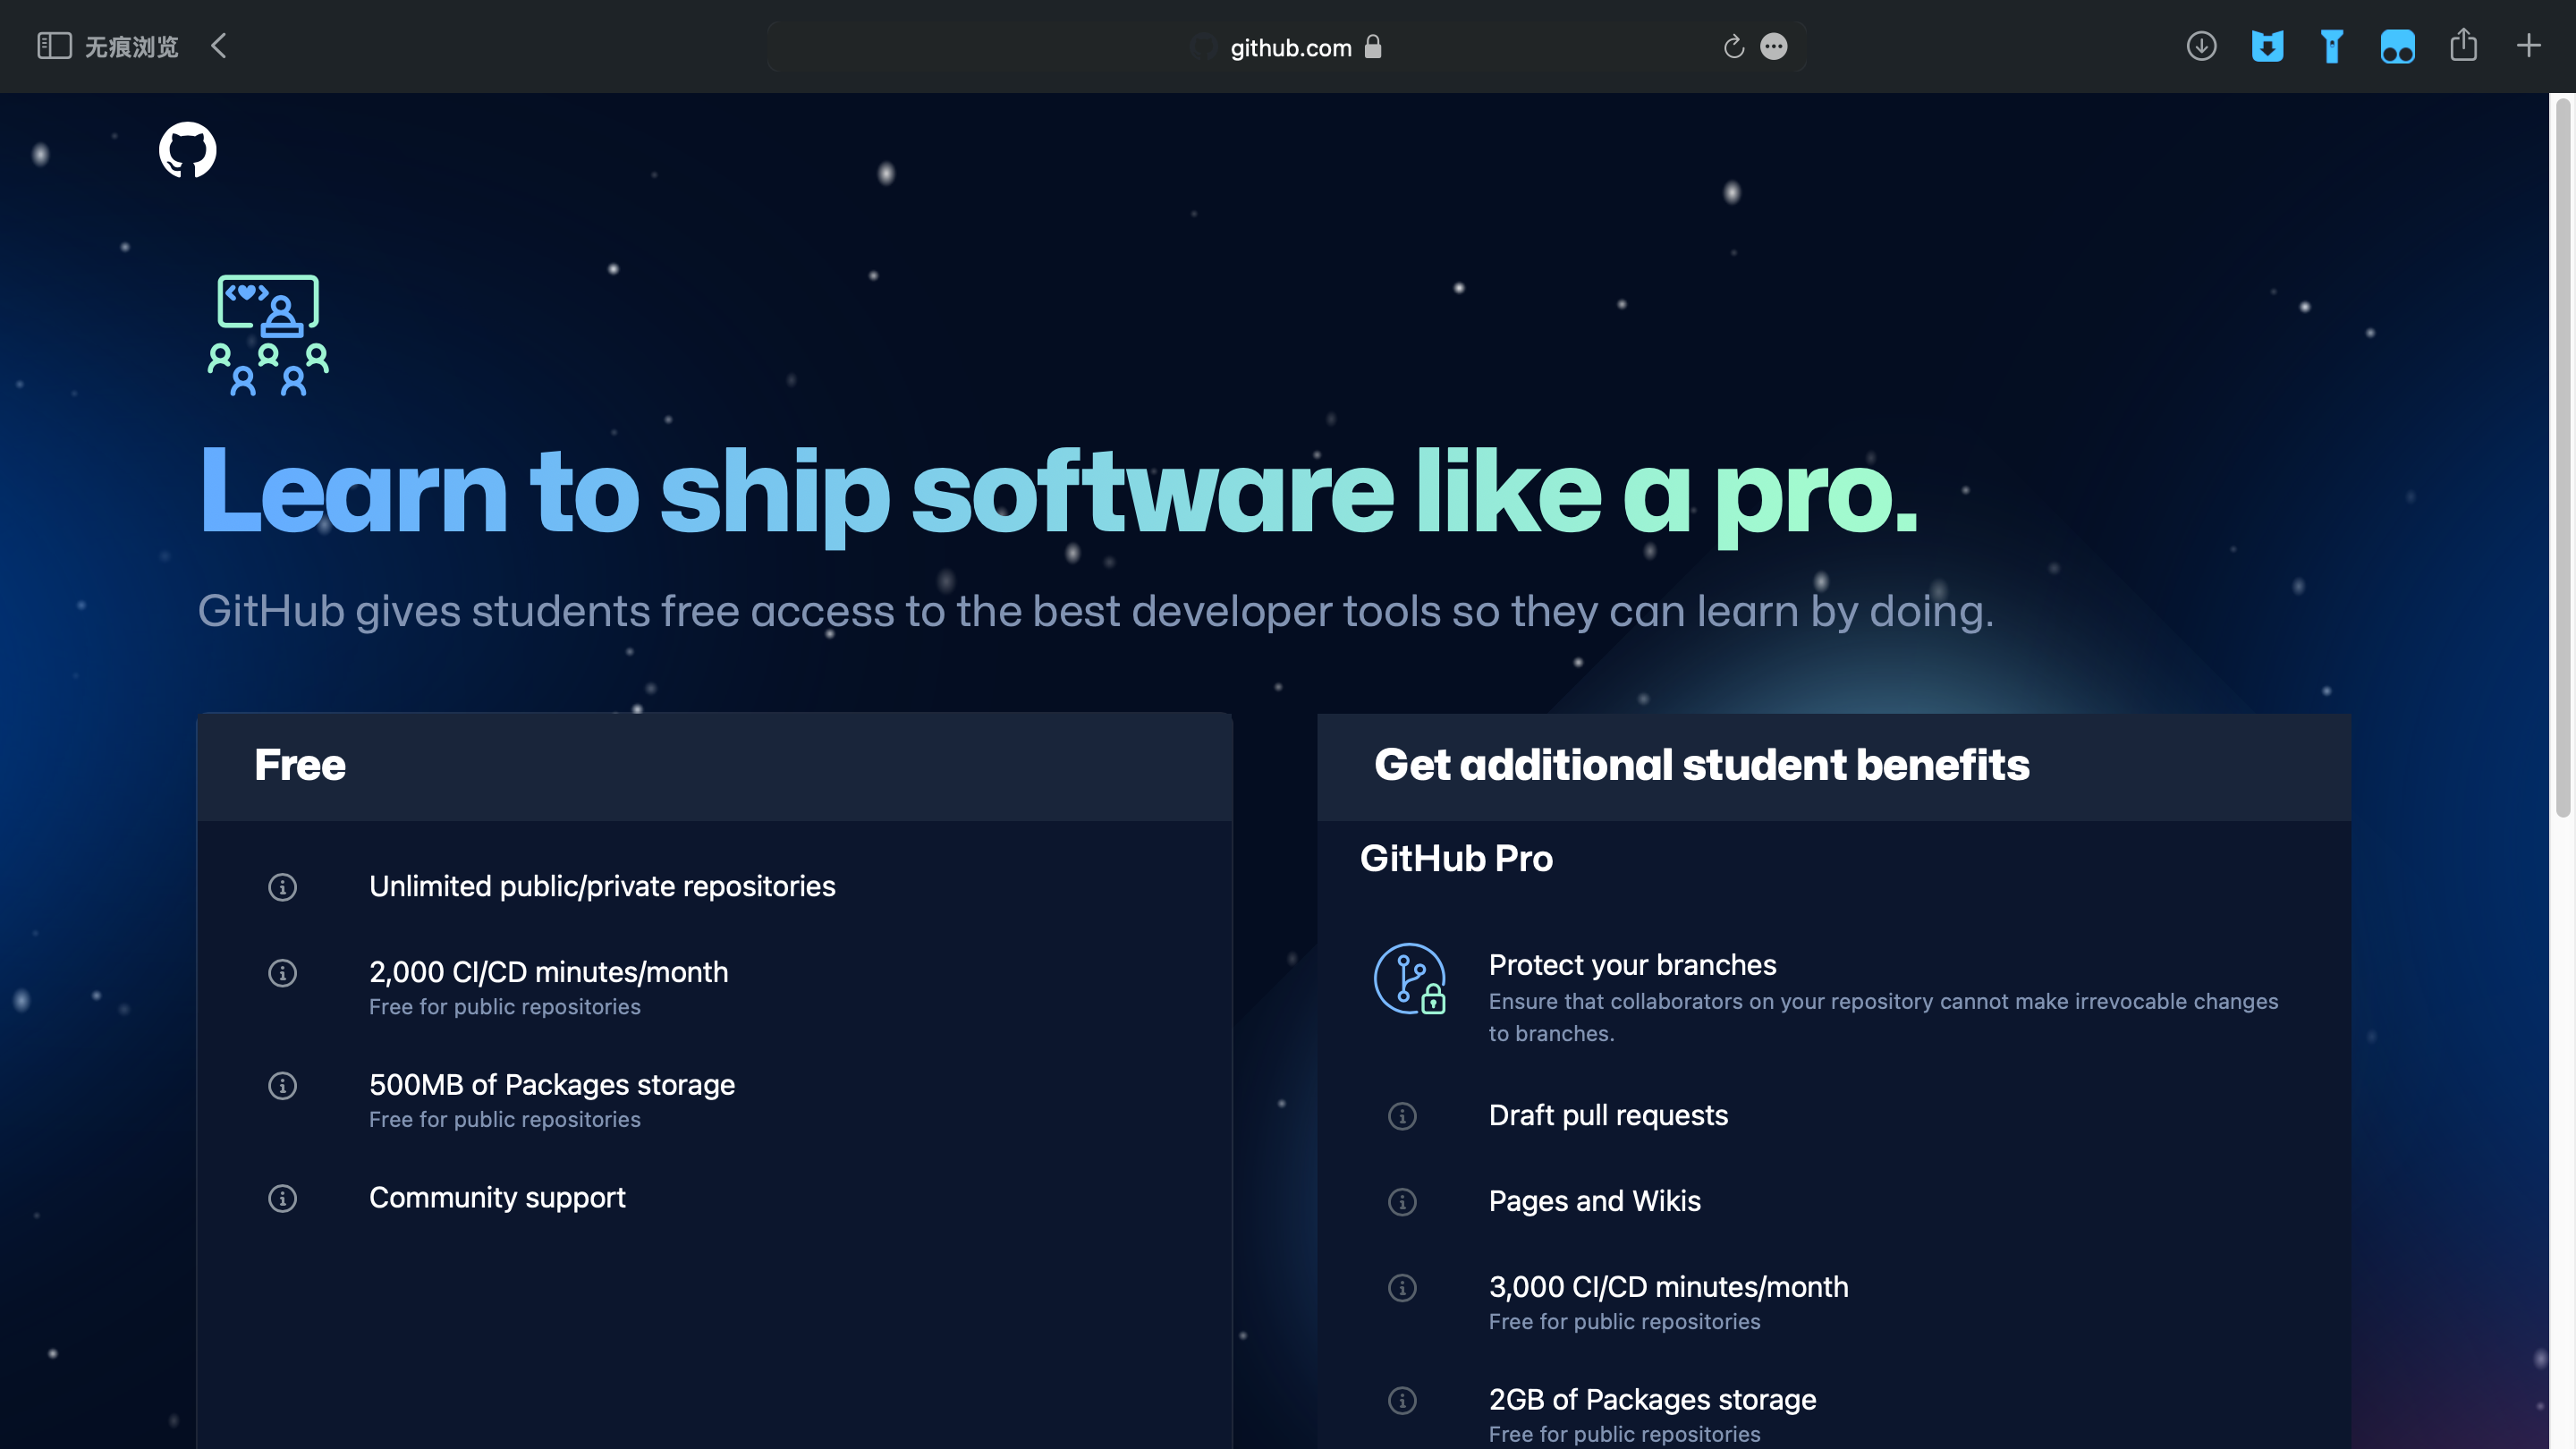 无痕浏览
github.com
Learn to ship software like a pro.
GitHub gives students free access to the best developer tools so they can learn by doing.
Free
Unlimited public/private repositories
2,000 CI/CD minutes/month
Free for public repositories
500MB of Packages storage
Free for public repositories
Community support
Get additional student benefits
GitHub Pro
Protect your branches
Ensure that collaborators on your repository cannot make irrevocable changes
to branches.
Draft pull requests
Pages and Wikis
3,000 CI/CD minutes/month
Free for public repositories
2GB of Packages storage
Free for public repositories